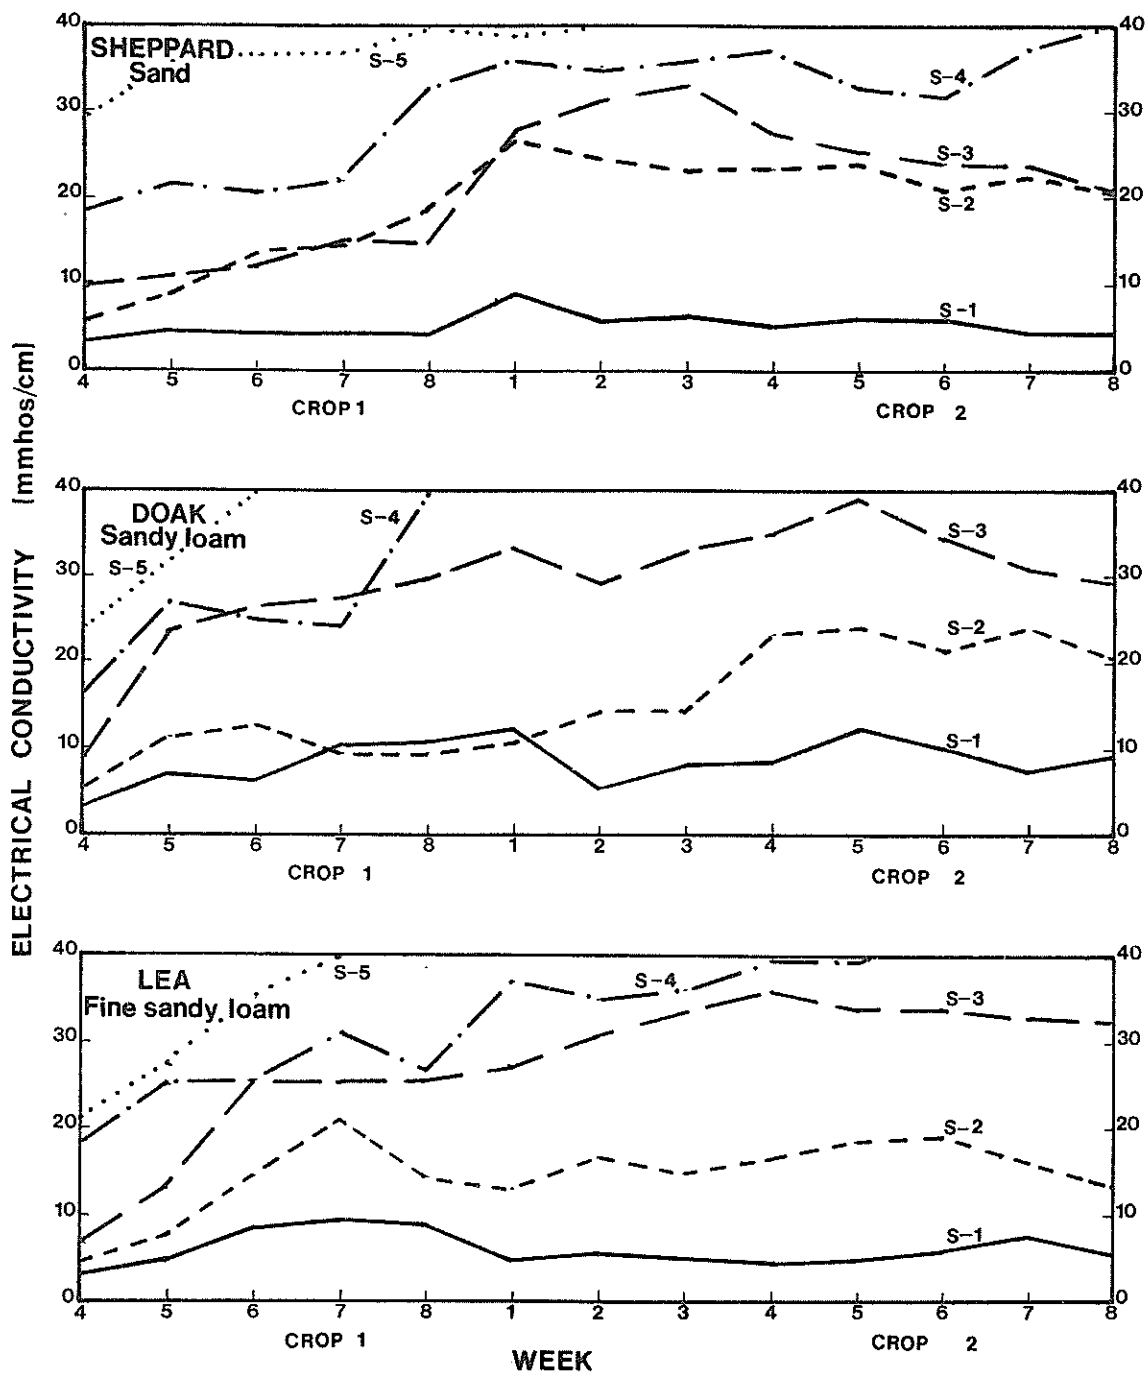 40
40
SHEPPARD
Sand
S-5
S-4
30
30
S-3
20
S-2
20
10
10
S-1
0
0
4 5 6 7 8 1 2 3 4 5 6 7 8
CROP 1
CROP 2
ELECTRICAL CONDUCTIVITY (mmhos/cm)
40
40
DOAK
S-4
Sandy loam
S-3
S-5
30
30
S-2
20
20
S-1
10
10
0
0
4 5 6 7 8 1 2 3 4 5 6 7 8
CROP 1
CROP 2
40
40
LEA
S-5
S-4
Fine sandy loam
S-3
30
30
20
S-2
20
10
10
S-1
0
0
4 5 6 7 8 1 2 3 4 5 6 7 8
CROP 1
CROP 2
WEEK